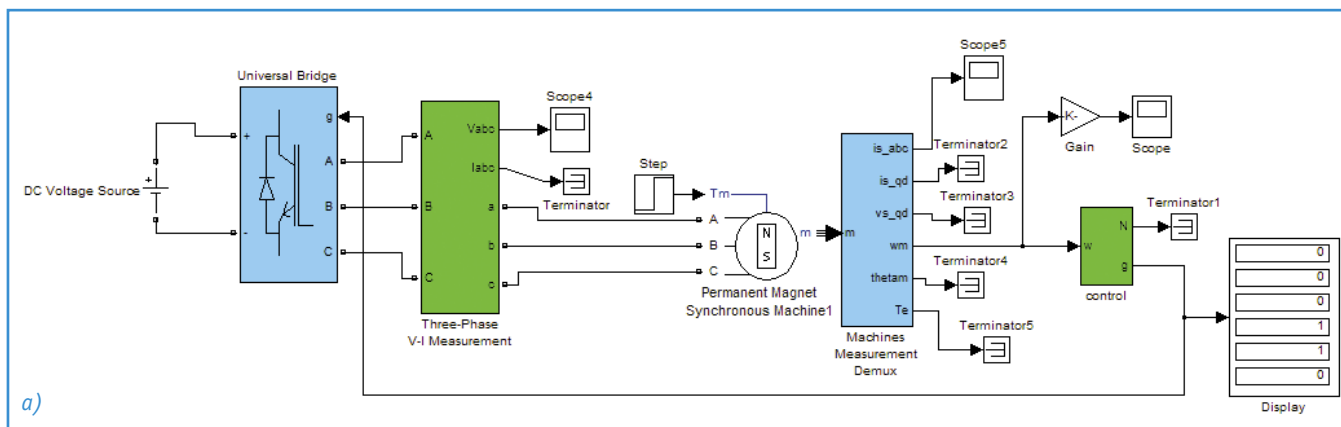 Universal Bridge
g
+
A
B
-
C
DC Voltage Source
+
A
B
C
Vabc
Iabc
a
b
c
Three-Phase
V-I Measurement
Scope4
Terminator
Step
Tm
A
B
C
m
N
S
Permanent Magnet
Synchronous Machine1
m
is_abc
is_qd
vs_qd
wm
thetam
Te
Machines
Measurement
Demux
Scope5
Terminator2
Terminator3
Terminator4
Terminator5
-K-
Gain
Scope
w
N
g
control
Terminator1
0
0
0
1
1
0
Display
a)